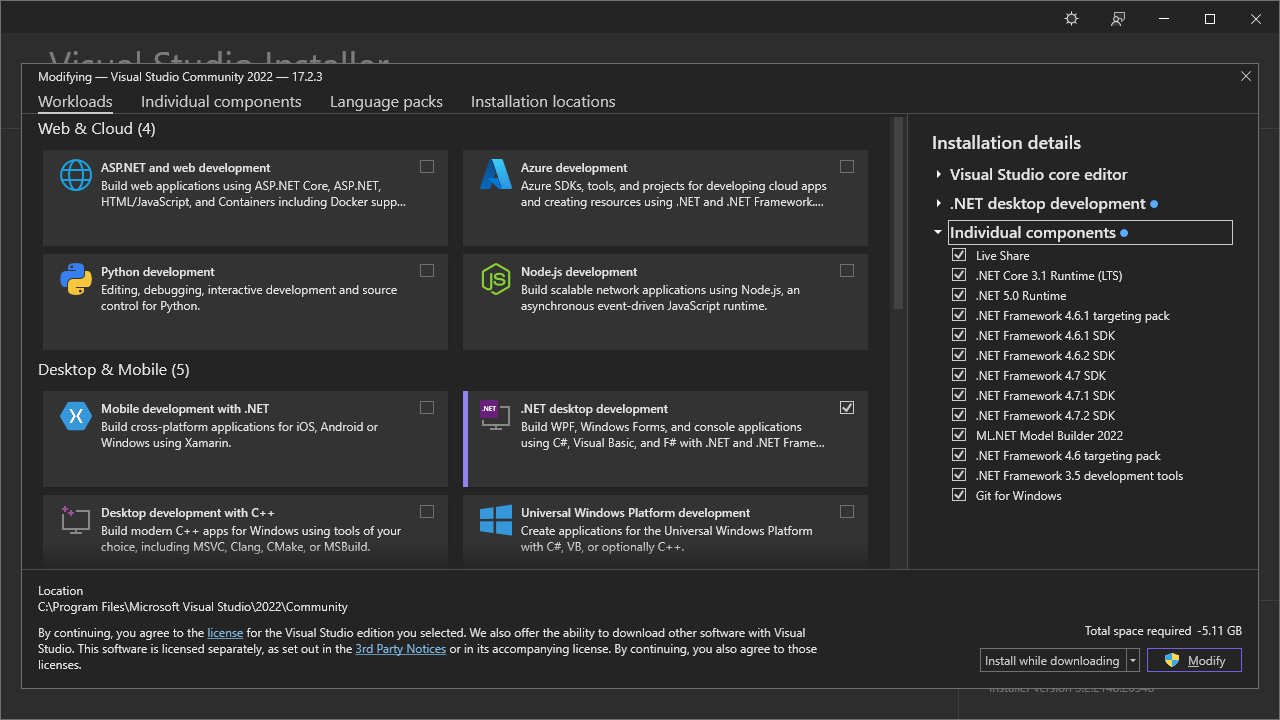 Visual Studio Installer
Modifying — Visual Studio Community 2022 — 17.2.3
Workloads
Individual components
Language packs
Installation locations
Web & Cloud (4)
ASP.NET and web development
Build web applications using ASP.NET Core, ASP.NET,
HTML/JavaScript, and Containers including Docker supp...
Azure development
Azure SDKs, tools, and projects for developing cloud apps
and creating resources using .NET and .NET Framework....
Python development
Editing, debugging, interactive development and source
control for Python.
JS
Node.js development
Build scalable network applications using Node.js, an
asynchronous event-driven JavaScript runtime.
Desktop & Mobile (5)
Mobile development with .NET
Build cross-platform applications for iOS, Android or
Windows using Xamarin.
.NET
.NET desktop development
Build WPF, Windows Forms, and console applications
using C#, Visual Basic, and F# with .NET and .NET Frame...
Desktop development with C++
Build modern C++ apps for Windows using tools of your
choice, including MSVC, Clang, CMake, or MSBuild.
Universal Windows Platform development
Create applications for the Universal Windows Platform
with C#, VB, or optionally C++.
Installation details
Visual Studio core editor
.NET desktop development
Individual components
Live Share
.NET Core 3.1 Runtime (LTS)
.NET 5.0 Runtime
.NET Framework 4.6.1 targeting pack
.NET Framework 4.6.1 SDK
.NET Framework 4.6.2 SDK
.NET Framework 4.7 SDK
.NET Framework 4.7.1 SDK
.NET Framework 4.7.2 SDK
ML.NET Model Builder 2022
.NET Framework 4.6 targeting pack
.NET Framework 3.5 development tools
Git for Windows
Location
C:\Program Files\Microsoft Visual Studio\2022\Community
By continuing, you agree to the license for the Visual Studio edition you selected. We also offer the ability to download other software with Visual
Studio. This software is licensed separately, as set out in the 3rd Party Notices or in its accompanying license. By continuing, you also agree to those
licenses.
Total space required -5.11 GB
Install while downloading
Modify
Installer version